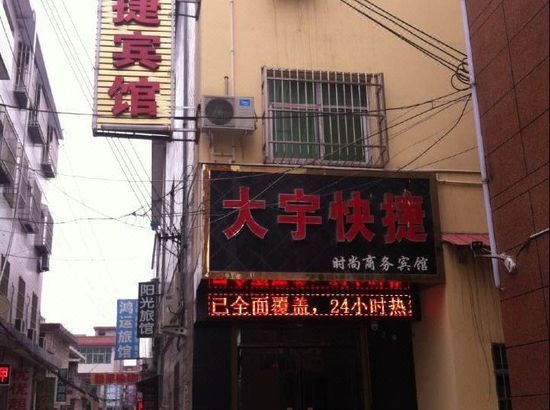 捷宾馆
大宇快捷
时尚商务宾馆
已全面覆盖，24小时热
阳光旅馆
鸿运旅馆